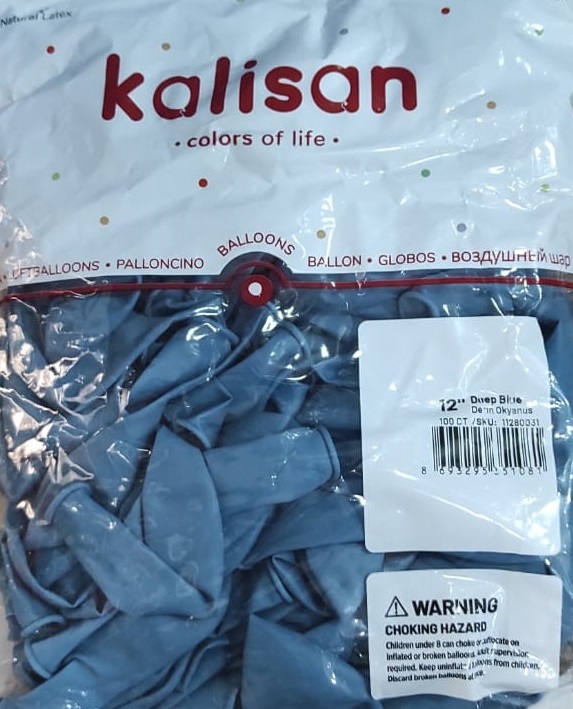 Natural Latex
kalisan
• colors of life •
FTBALLOONS • PALLONCINO BALLOONS BALLON • GLOBOS • ВОЗДУШНЫЙ шар
12" Deep Blue
Derin Okyanus
100 CT / SKU: 11280031
8 693295 351081
WARNING
CHOKING HAZARD
Children under 8 can choke or suffocate on
inflated or broken balloons. Adult supervision
required. Keep uninflated balloons from children.
Discard broken balloons at